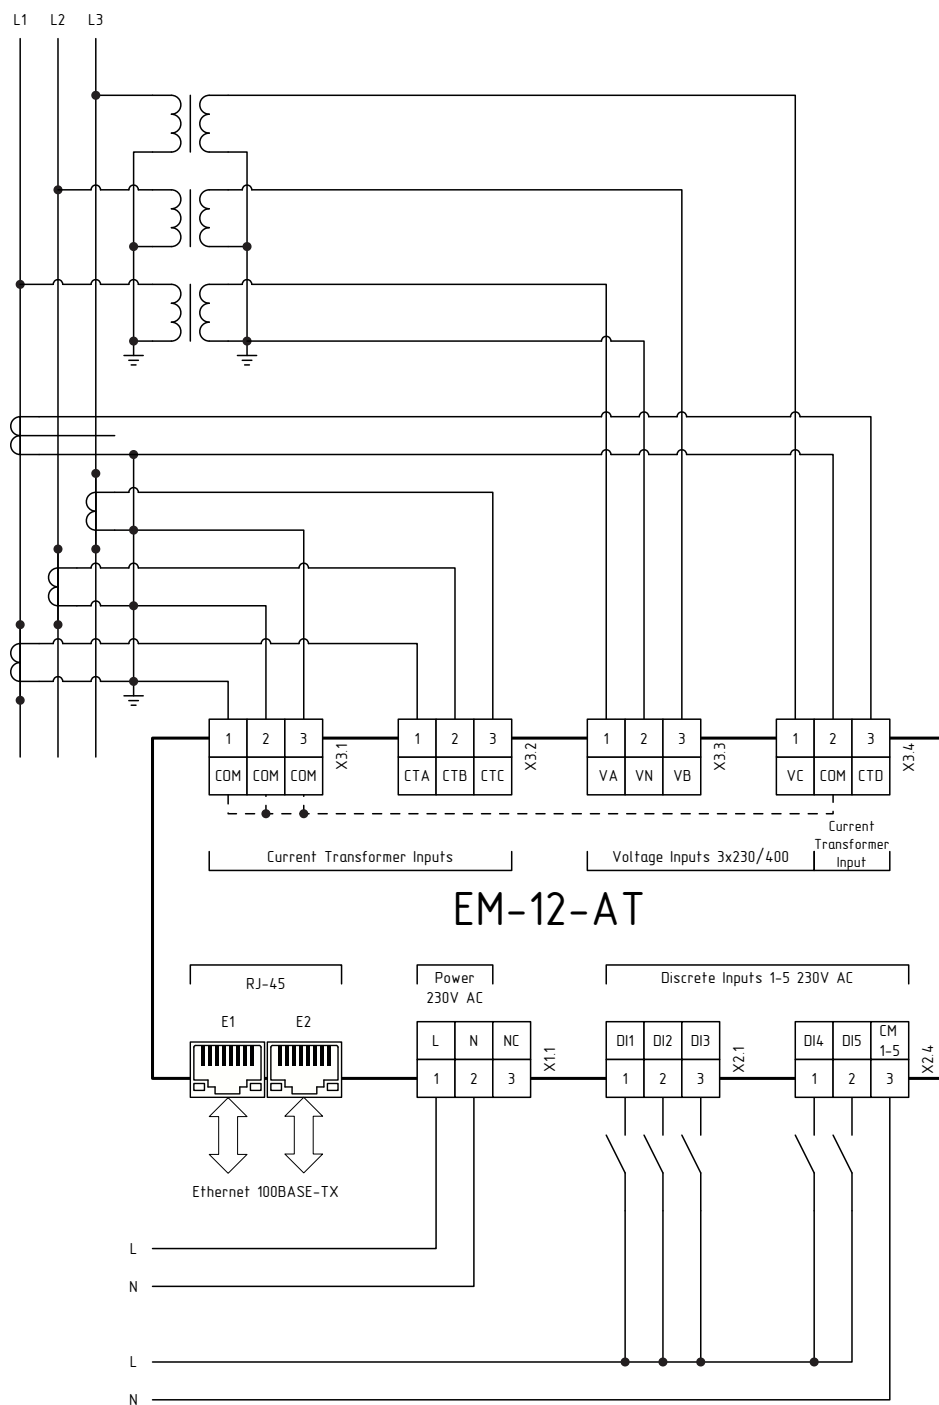 L1 L2 L3
1 2 3 X3.1 1 2 3 X3.2 1 2 3 X3.3 1 2 3 X3.4
COM COM COM CTA CTB CTC VA VN VB VC COM CTD
Current Transformer Inputs
Voltage Inputs 3x230/400
Current
Transformer
Input
EM-12-AT
RJ-45
E1 E2
Power
230V AC
Discrete Inputs 1-5 230V AC
L N NC X1.1 DI1 DI2 DI3 X2.1 DI4 DI5 CM
1-5 X2.4
1 2 3 1 2 3 1 2 3
Ethernet 100BASE-TX
L
N
L
N